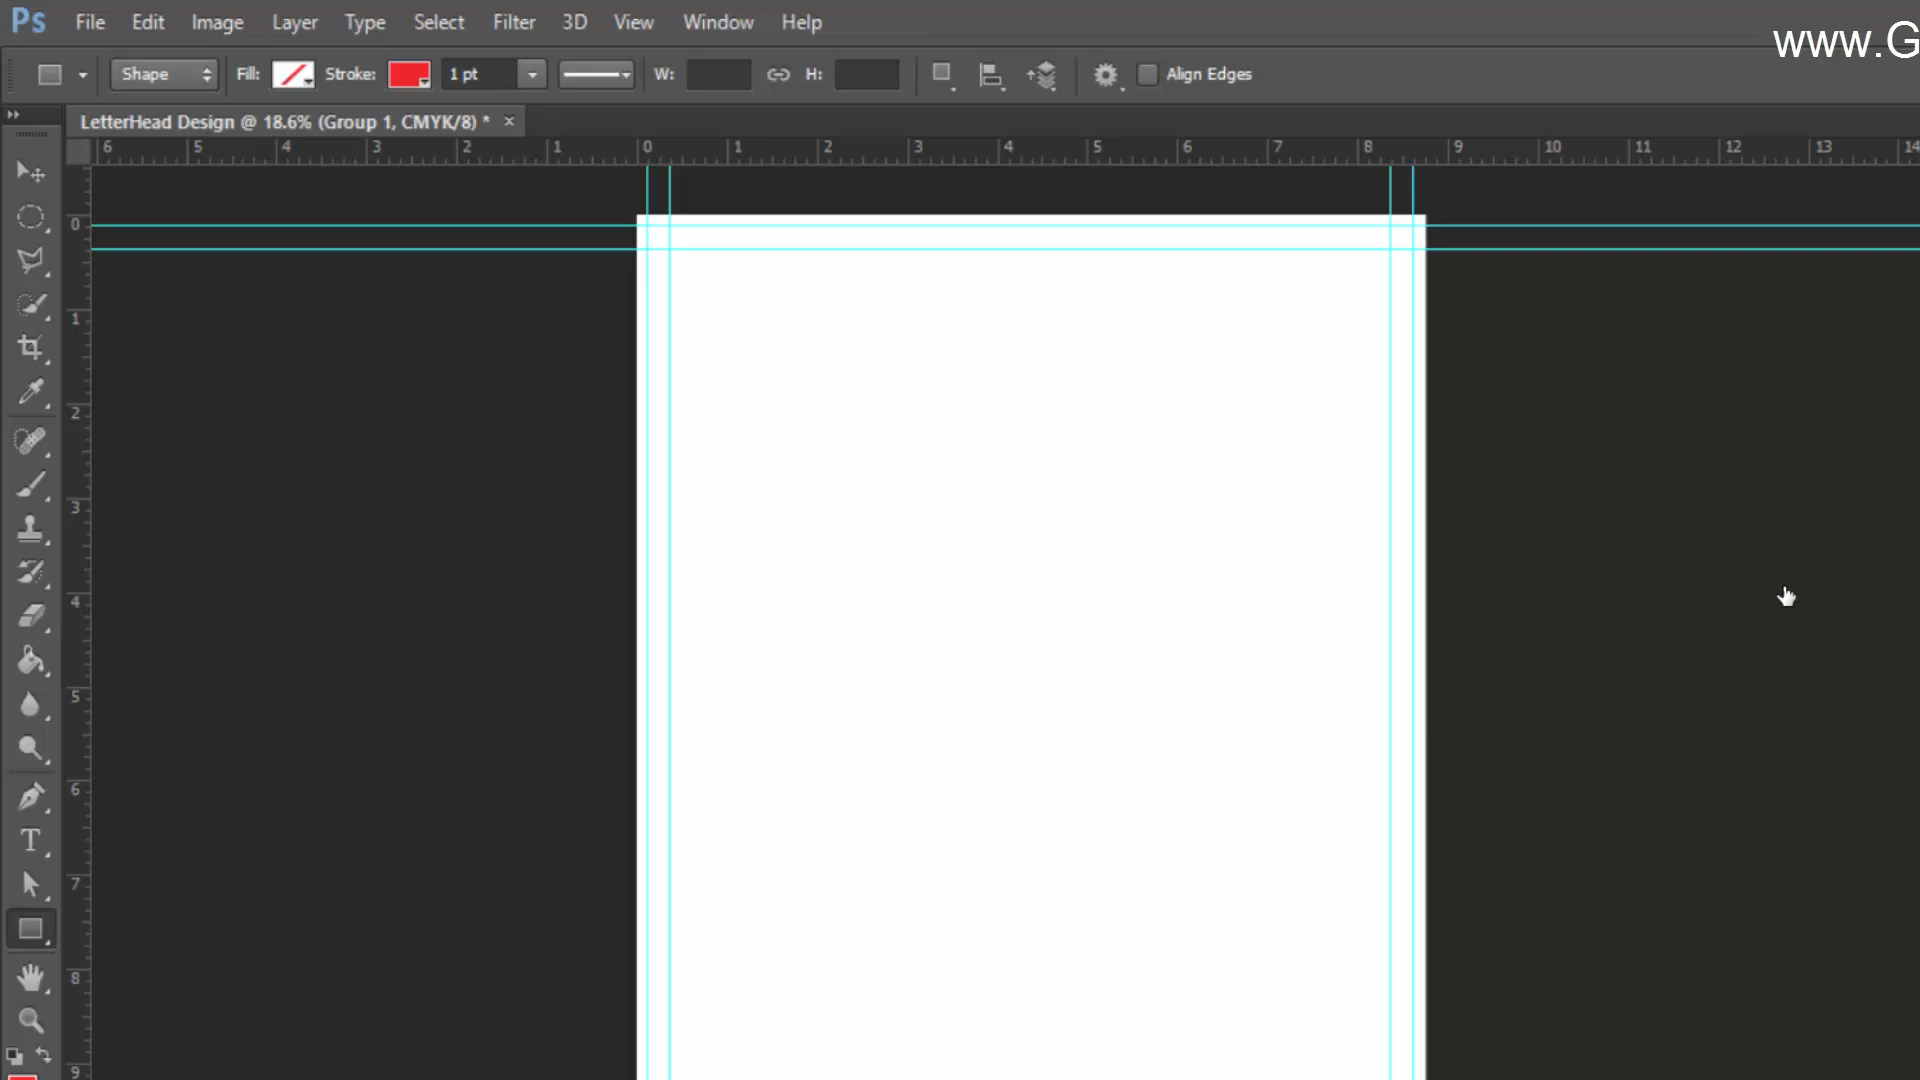 Ps File Edit Image Layer Type Select Filter 3D View Window Help
www.G
Shape Fill: Stroke: 1 pt W: H: Align Edges
LetterHead Design @ 18.6% (Group 1, CMYK/8) * ×
6 5 4 3 2 1 0 1 2 3 4 5 6 7 8 9 10 11 12 13 14
0
1
2
3
4
5
6
T
7
8
9